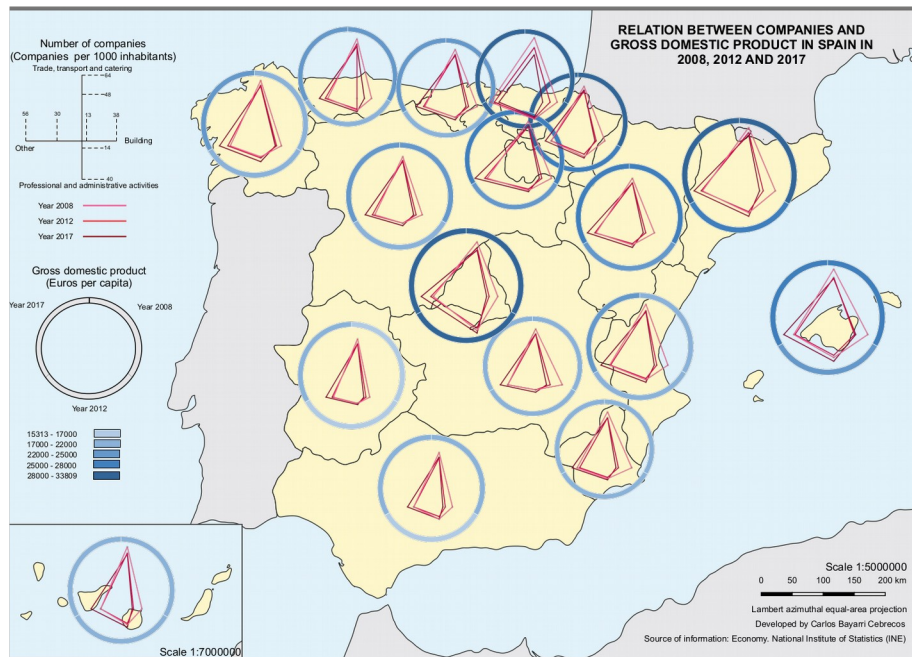 RELATION BETWEEN COMPANIES AND
GROSS DOMESTIC PRODUCT IN SPAIN IN
2008, 2012 AND 2017
Number of companies
(Companies per 1000 inhabitants)
Trade, transport and catering
64
48
56
30
13
38
Other
Building
14
40
Professional and administrative activities
Year 2008
Year 2012
Year 2017
Gross domestic product
(Euros per capita)
Year 2017
Year 2008
Year 2012
15313 - 17000
17000 - 22000
22000 - 25000
25000 - 28000
28000 - 33809
Scale 1:7000000
Scale 1:5000000
0 50 100 150 200 km
Lambert azimuthal equal-area projection
Developed by Carlos Bayarri Cebrecos
Source of information: Economy. National Institute of Statistics (INE)